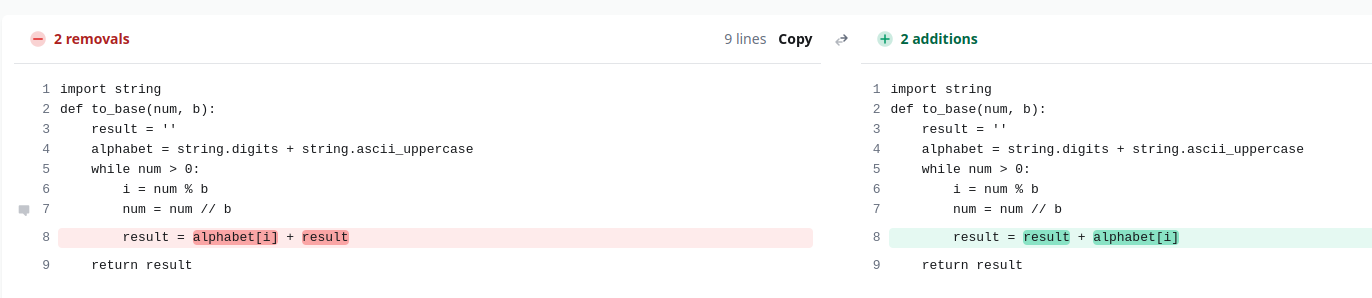 2 removals
9 lines Copy
1 import string
2 def to_base(num, b):
3     result = ''
4     alphabet = string.digits + string.ascii_uppercase
5     while num > 0:
6         i = num % b
7         num = num // b
8         result = alphabet[i] + result
9     return result
2 additions
1 import string
2 def to_base(num, b):
3     result = ''
4     alphabet = string.digits + string.ascii_uppercase
5     while num > 0:
6         i = num % b
7         num = num // b
8         result = result + alphabet[i]
9     return result